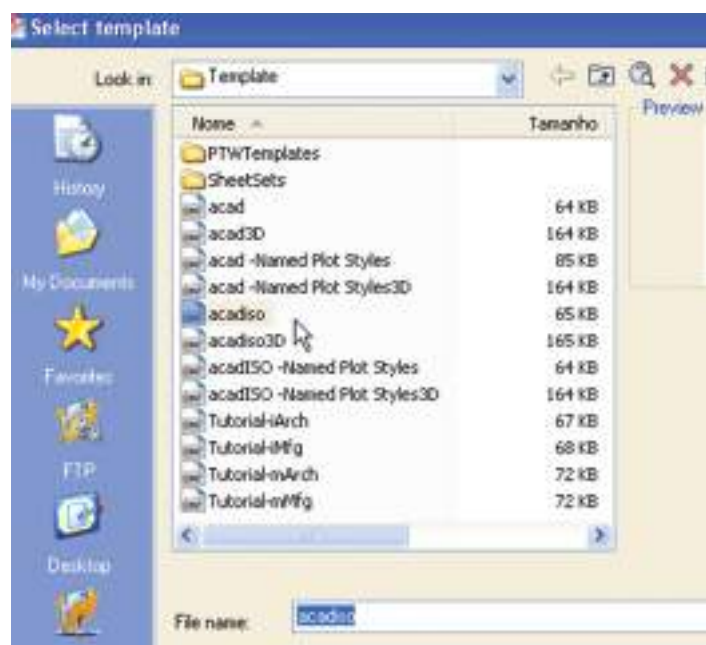 Select template
Look in: Template
Preview
Nome Tamanho
PTWTemplates
SheetSets
acad 64 KB
acad3D 164 KB
acad -Named Plot Styles 85 KB
acad -Named Plot Styles3D 164 KB
acadiso 65 KB
acadiso3D 165 KB
acadISO -Named Plot Styles 64 KB
acadISO -Named Plot Styles3D 164 KB
Tutorial-iArch 67 KB
Tutorial-iMfg 68 KB
Tutorial-mArch 72 KB
Tutorial-mMfg 72 KB
History
My Documents
Favorites
FTP
Desktop
File name: acadiso